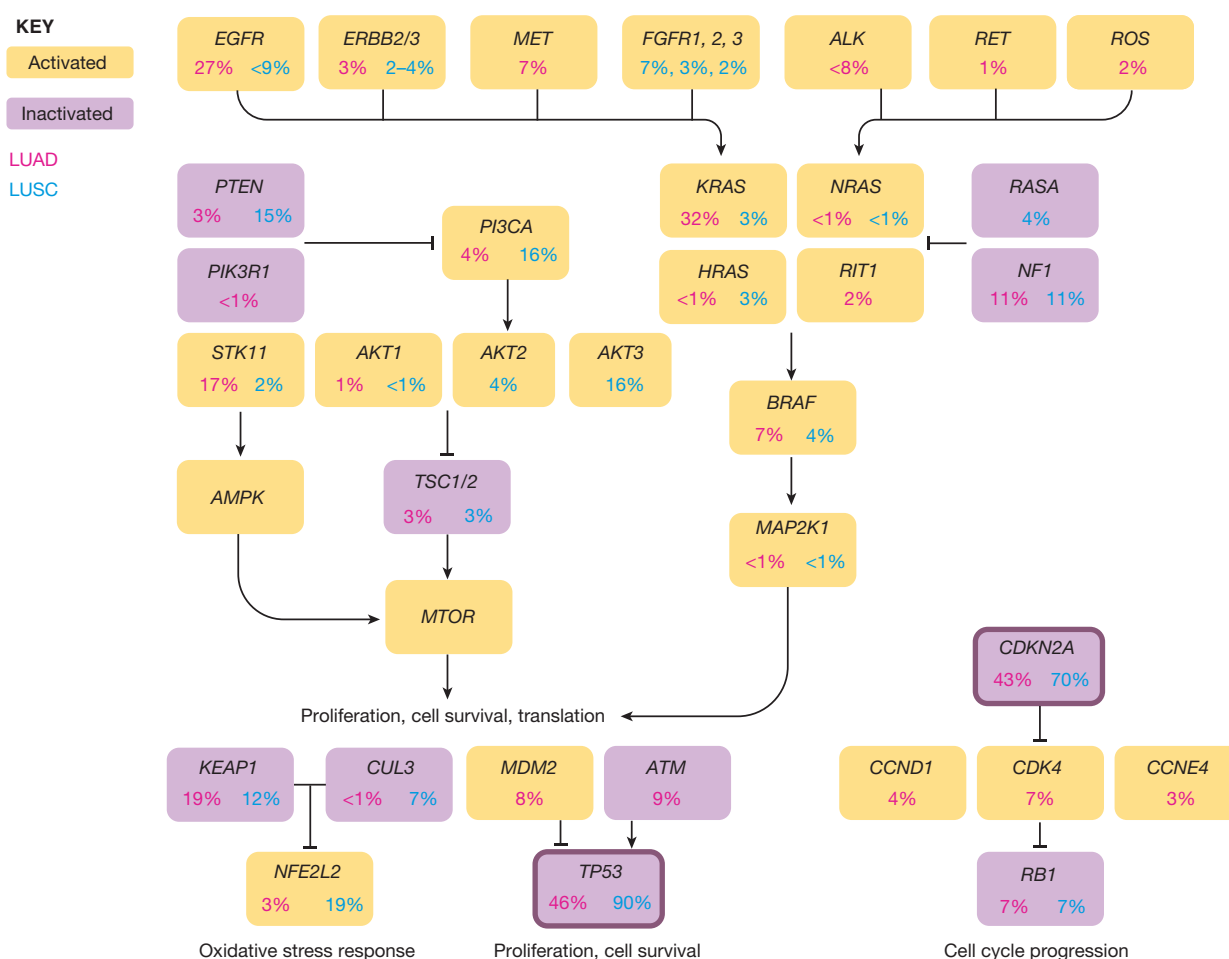 KEY
Activated
Inactivated
LUAD
LUSC
EGFR
27% <9%
ERBB2/3
3% 2–4%
MET
7%
FGFR1, 2, 3
7%, 3%, 2%
ALK
<8%
RET
1%
ROS
2%
PTEN
3% 15%
PIK3R1
<1%
PI3CA
4% 16%
KRAS
32% 3%
NRAS
<1% <1%
HRAS
<1% 3%
RIT1
2%
RASA
4%
NF1
11% 11%
STK11
17% 2%
AKT1
1% <1%
AKT2
4%
AKT3
16%
BRAF
7% 4%
AMPK
TSC1/2
3% 3%
MAP2K1
<1% <1%
MTOR
Proliferation, cell survival, translation
CDKN2A
43% 70%
KEAP1
19% 12%
CUL3
<1% 7%
NFE2L2
3% 19%
Oxidative stress response
MDM2
8%
ATM
9%
TP53
46% 90%
Proliferation, cell survival
CCND1
4%
CDK4
7%
CCNE4
3%
RB1
7% 7%
Cell cycle progression